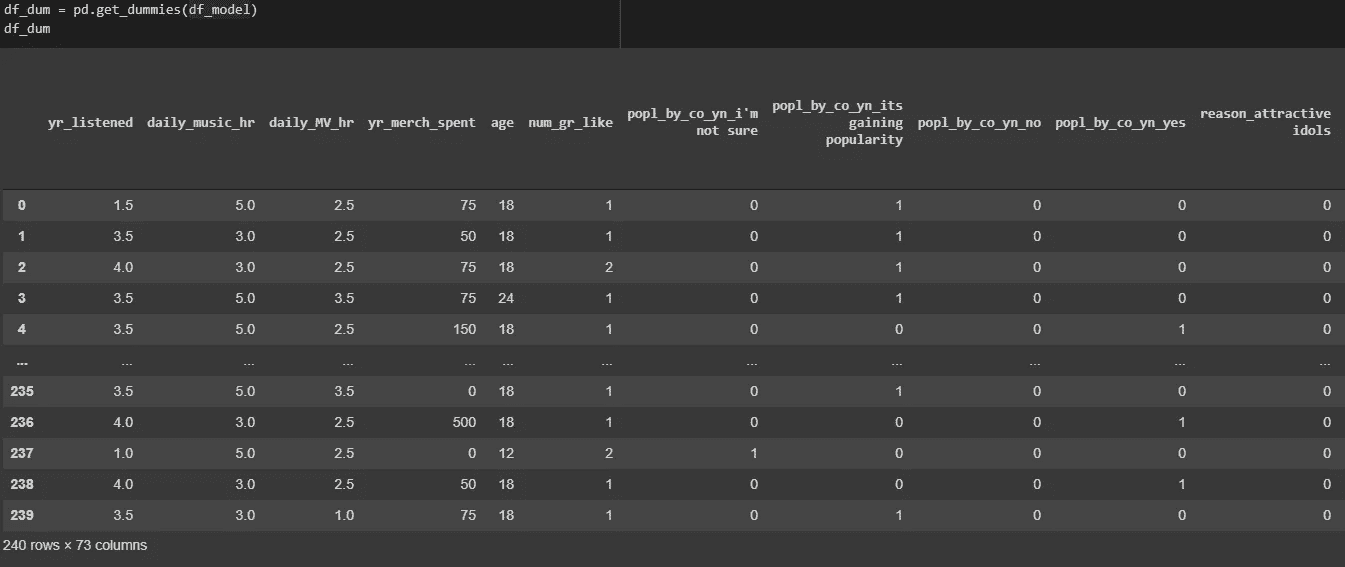 df_dum = pd.get_dummies(df_model)
df_dum
yr_listened daily_music_hr daily_MV_hr yr_merch_spent age num_gr_like popl_by_co_yn_i'm not sure popl_by_co_yn_its gaining popularity popl_by_co_yn_no popl_by_co_yn_yes reason_attractive idols
0 1.5 5.0 2.5 75 18 1 0 1 0 0 0
1 3.5 3.0 2.5 50 18 1 0 1 0 0 0
2 4.0 3.0 2.5 75 18 2 0 1 0 0 0
3 3.5 5.0 3.5 75 24 1 0 1 0 0 0
4 3.5 5.0 2.5 150 18 1 0 0 0 1 0
... ... ... ... ... ... ... ... ... ... ... ...
235 3.5 5.0 3.5 0 18 1 0 1 0 0 0
236 4.0 3.0 2.5 500 18 1 0 0 0 1 0
237 1.0 5.0 2.5 0 12 2 1 0 0 0 0
238 4.0 3.0 2.5 50 18 1 0 0 0 1 0
239 3.5 3.0 1.0 75 18 1 0 1 0 0 0
240 rows × 73 columns